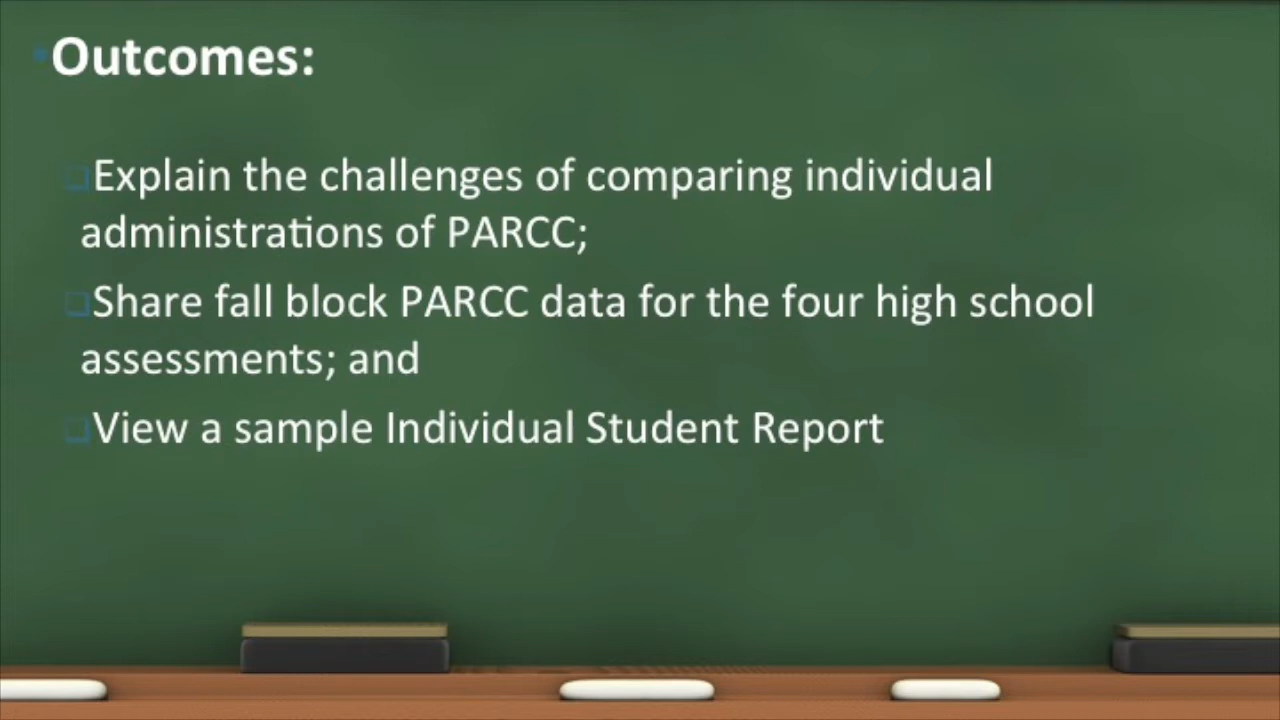 •Outcomes:
❑Explain the challenges of comparing individual
administrations of PARCC;
❑Share fall block PARCC data for the four high school
assessments; and
❑View a sample Individual Student Report